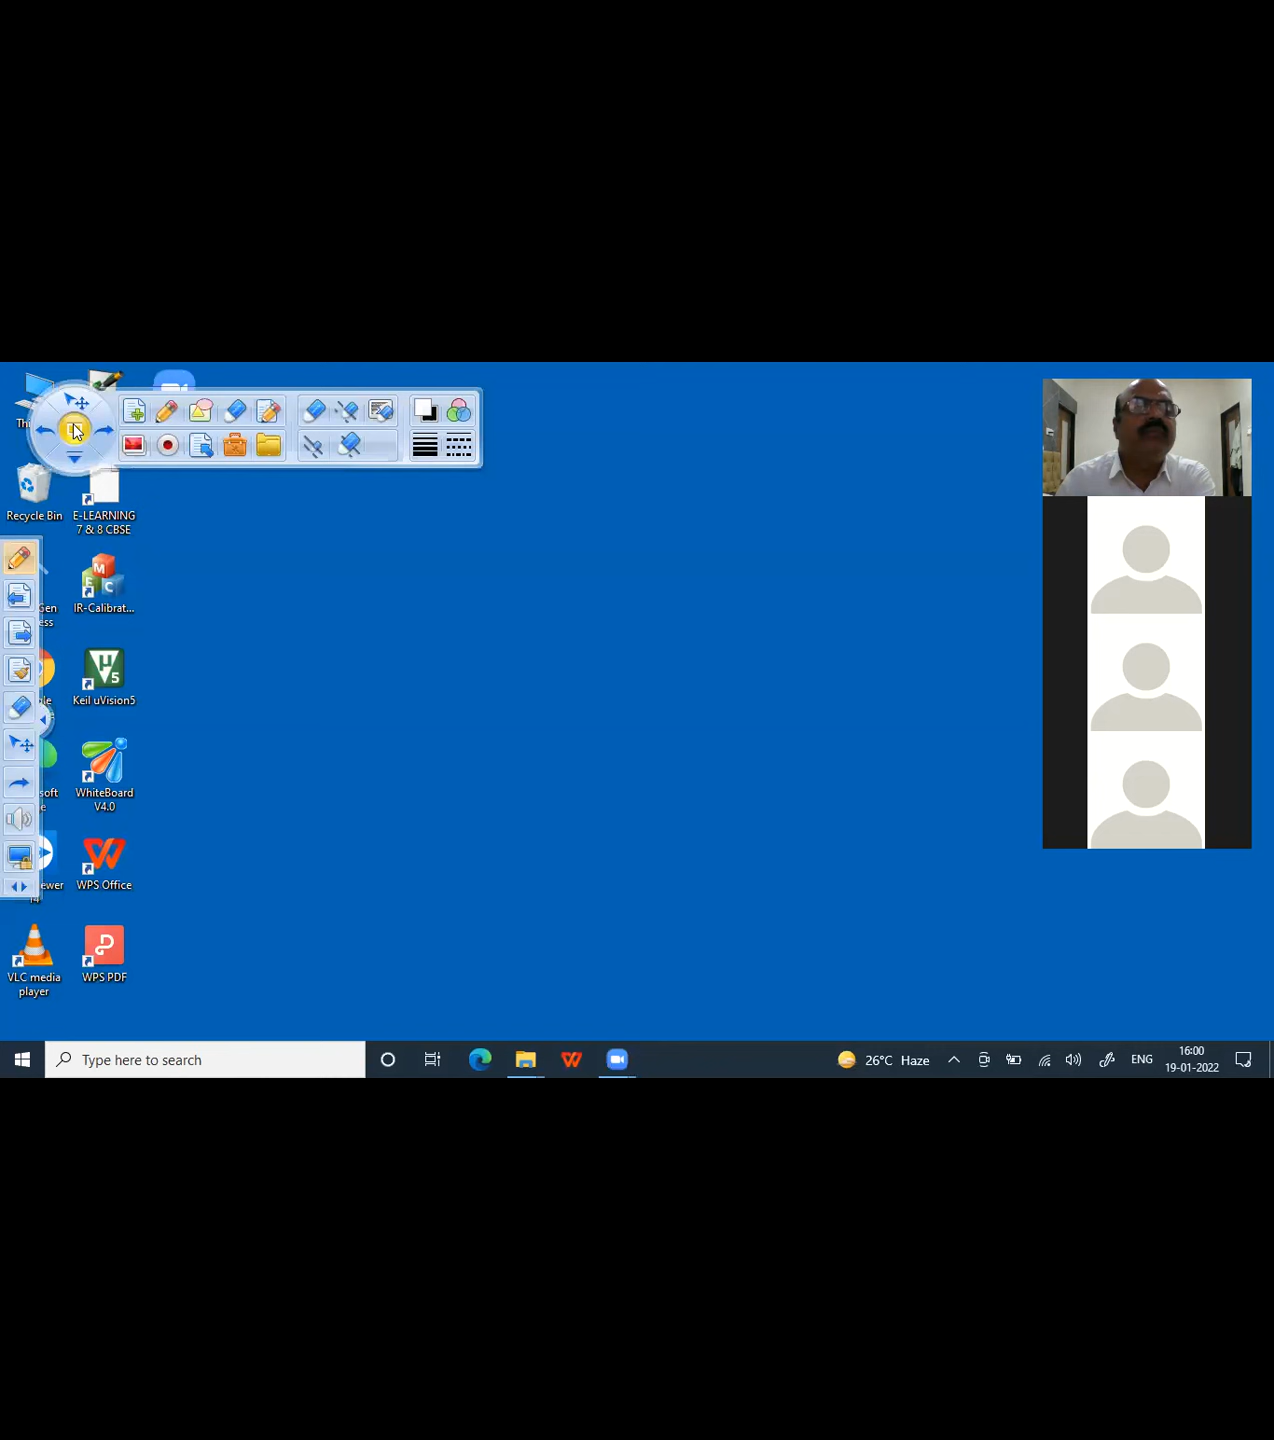 Recycle Bin
E-LEARNING
7 & 8 CBSE
IR-Calibrat...
Keil uVision5
WhiteBoard
V4.0
WPS Office
VLC media
player
WPS PDF
Type here to search
26°C Haze
ENG
16:00
19-01-2022